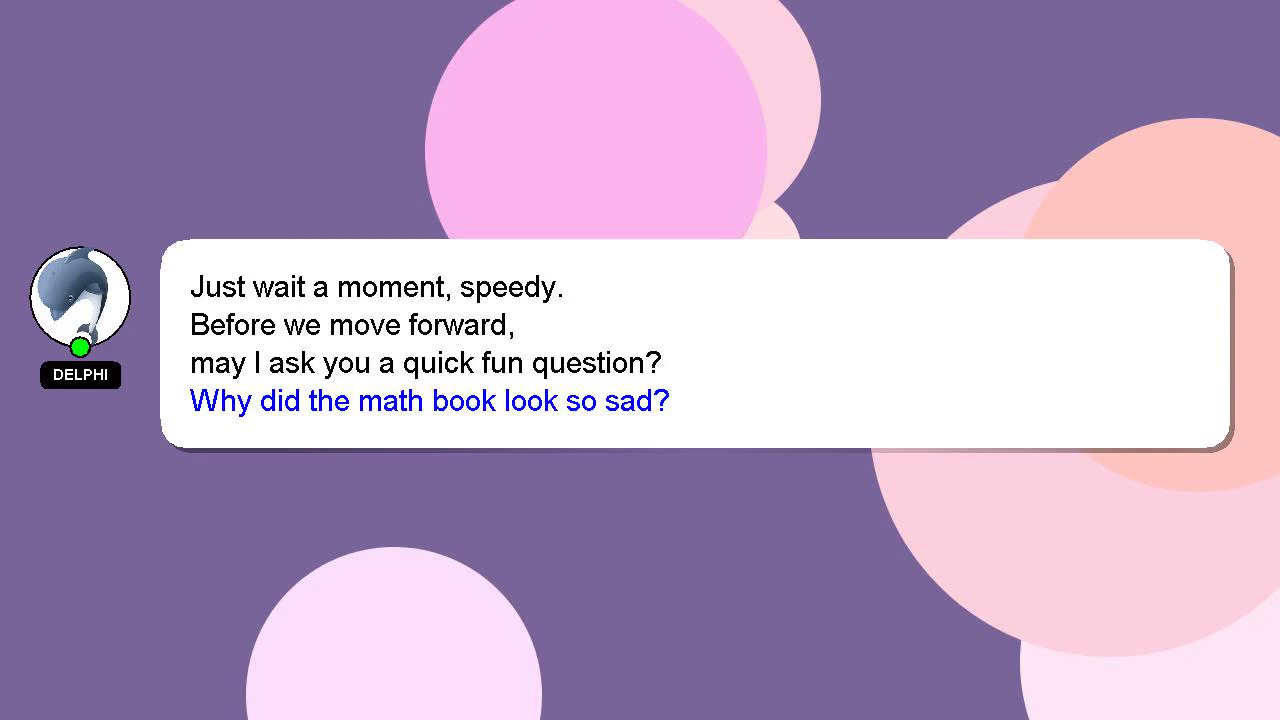 Just wait a moment, speedy.
Before we move forward,
may I ask you a quick fun question?
Why did the math book look so sad?
DELPHI